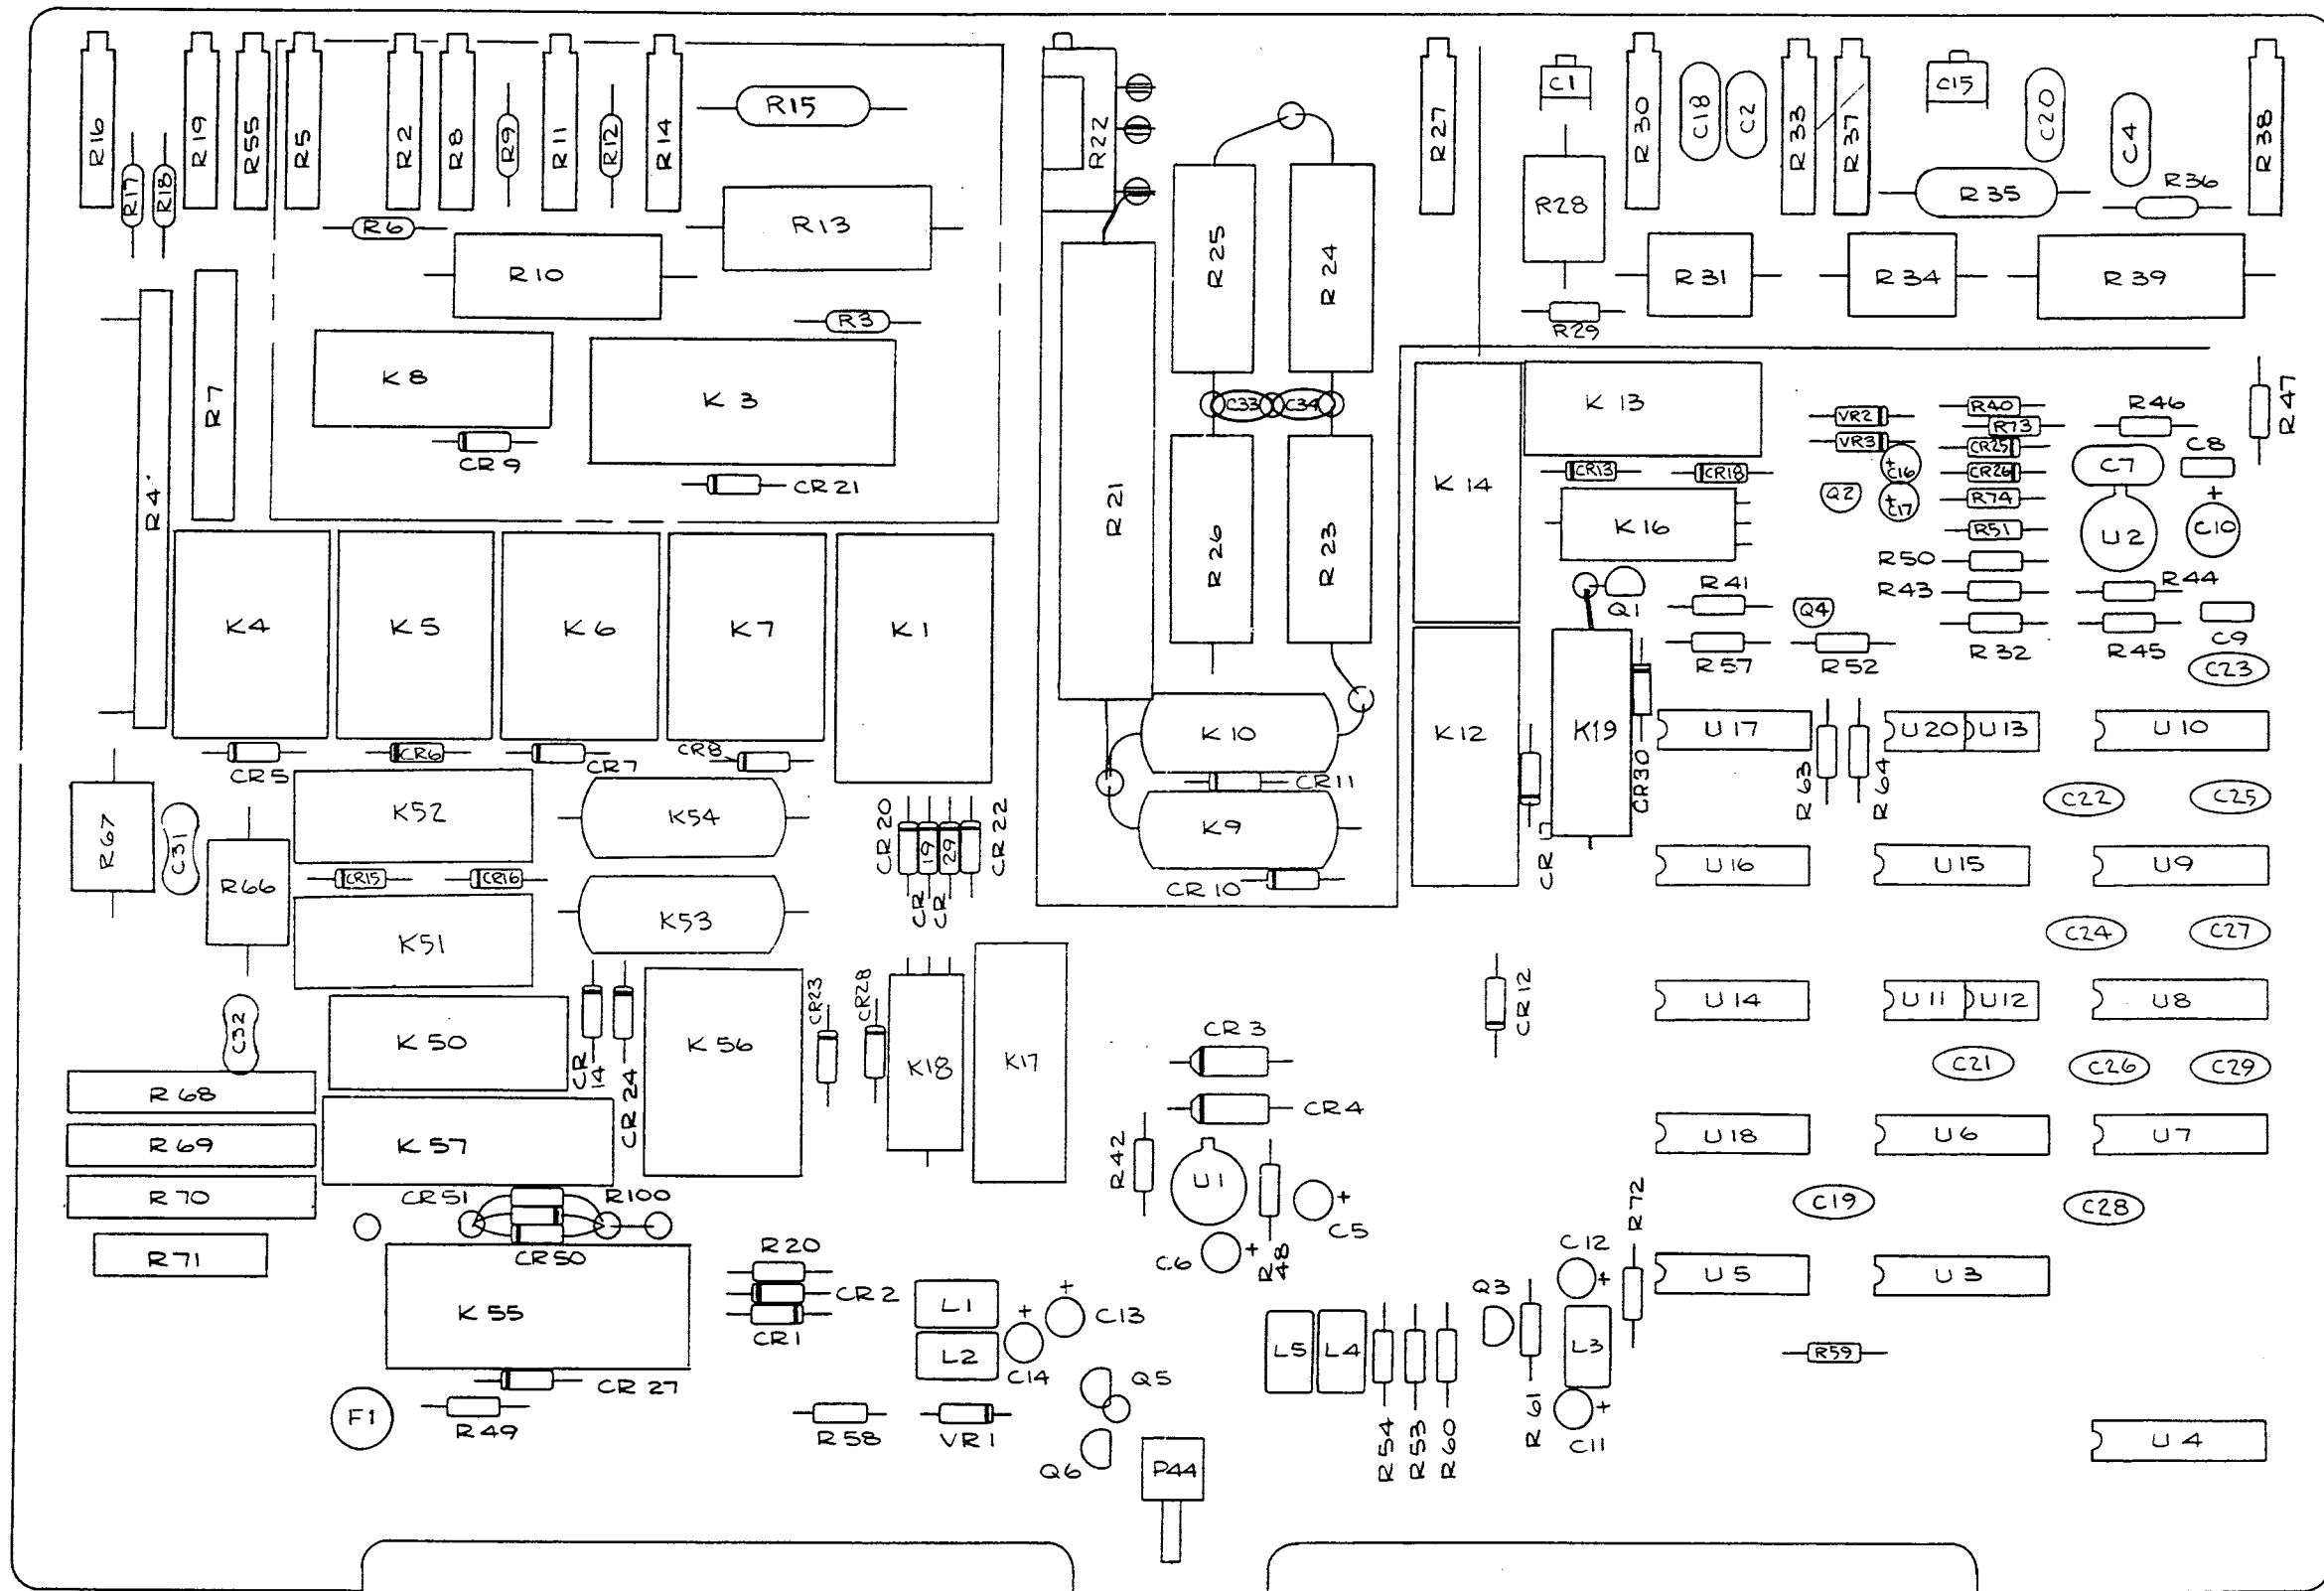 R16
R17
R18
R19
R55
R5
R2
R8
R9
R11
R12
R14
R15
R22
R27
C1
R30
C18
C2
R33
R37
C15
C20
C4
R38
R6
R13
R10
R25
R24
R28
R35
R36
R31
R34
R39
R3
R29
R4
R7
K8
K3
CR9
CR21
R21
C33
C34
R26
R23
K14
K13
CR13
CR18
K16
VR2
VR3
C16
C17
Q2
R40
R73
CR25
CR26
R74
R51
R50
R43
R32
R46
C7
C8
+
+
+
U2
C10
R47
R44
R45
C9
C23
K4
K5
K6
K7
K1
Q1
R41
Q4
R57
R52
CR5
CR6
CR7
CR8
K10
CR11
K9
CR10
K12
CR17
K19
CR30
U17
R63
R64
U20
U13
U10
C22
C25
R67
C31
R66
K52
K54
CR20
CR19
CR29
CR22
CR15
CR16
K51
K53
U16
U15
U9
C24
C27
C32
K50
CR14
CR24
K56
CR23
CR28
K18
K17
CR3
CR4
CR12
U14
U11
U12
U8
C21
C26
C29
R68
R69
R70
R71
K57
CR51
R100
CR50
R42
U1
R48
C5
+
C6
+
U18
U6
U7
C19
C28
R72
K55
R20
CR2
CR1
L1
L2
+
C13
+
C14
L5
L4
Q3
C12
+
L3
U5
U3
R59
F1
CR27
R49
R58
VR1
Q5
Q6
P44
R54
R53
R60
R61
+
C11
U4